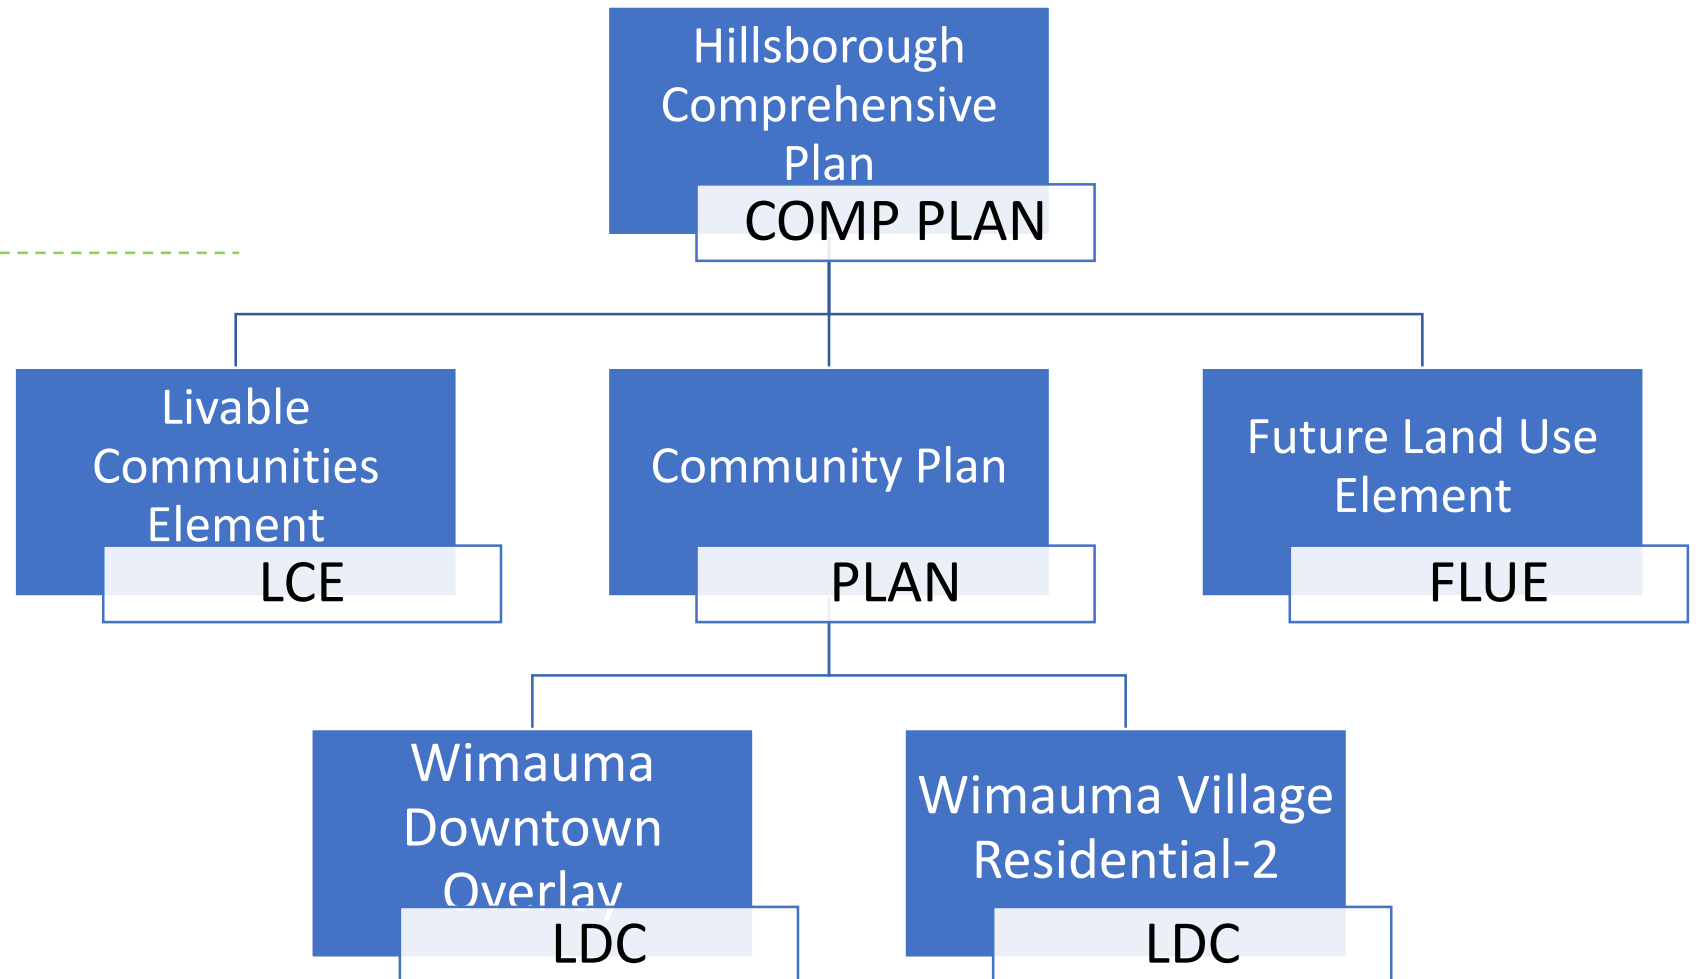 Hillsborough
Comprehensive
Plan
COMP PLAN
Livable
Communities
Element
LCE
Community Plan
PLAN
Future Land Use
Element
FLUE
Wimauma
Downtown
Overlay
LDC
Wimauma Village
Residential-2
LDC